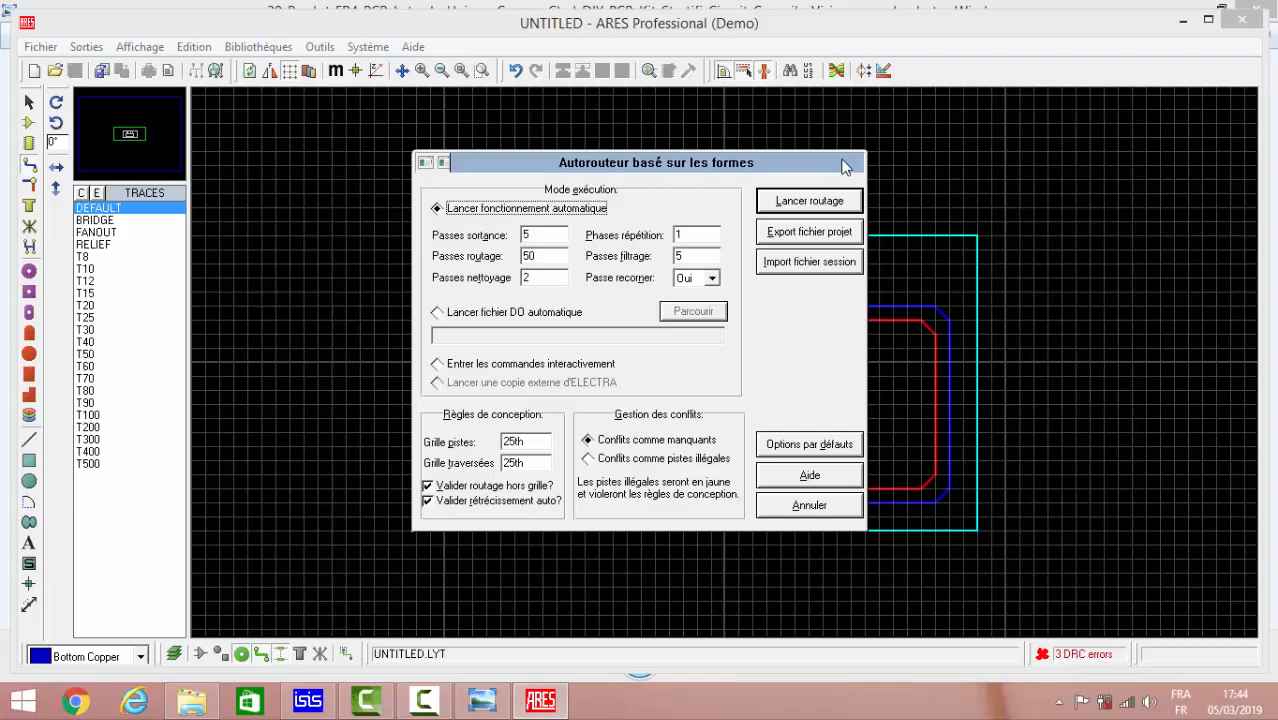 UNTITLED - ARES Professional (Demo)
Fichier Sorties Affichage Edition Bibliothèques Outils Système Aide
0°
C E TRACES
DEFAULT
BRIDGE
FANOUT
RELIEF
T8
T10
T12
T15
T20
T25
T30
T40
T50
T60
T70
T80
T90
T100
T200
T300
T400
T500
Autorouteur basé sur les formes
Mode exécution:
Lancer fonctionnement automatique
Passes sortance: 5 Phases répétition: 1
Passes routage: 50 Passes filtrage: 5
Passes nettoyage 2 Passe recorner: Oui
Lancer fichier DO automatique Parcourir
Entrer les commandes interactivement
Lancer une copie externe d'ELECTRA
Règles de conception:
Grille pistes: 25th
Grille traversées 25th
Valider routage hors grille?
Valider rétrécissement auto?
Gestion des conflits:
Conflits comme manquants
Conflits comme pistes illégales
Les pistes illégales seront en jaune
et violeront les règles de conception.
Lancer routage
Export fichier projet
Import fichier session
Options par défauts
Aide
Annuler
Bottom Copper
UNTITLED.LYT
3 DRC errors
isis
ARES
FRA
FR
17:44
05/03/2019